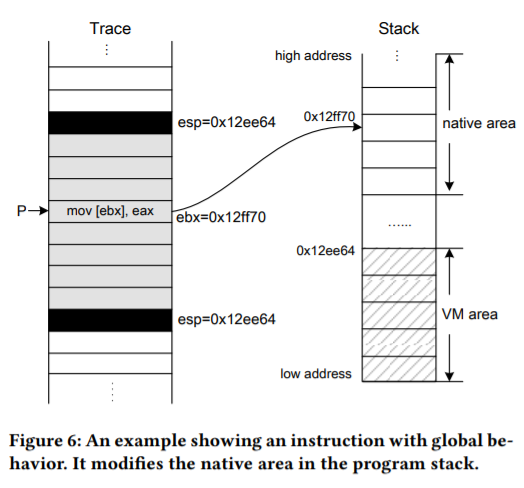 Trace
Stack
high address
esp=0x12ee64
0x12ff70
native area
P
mov [ebx], eax
ebx=0x12ff70
......
0x12ee64
VM area
esp=0x12ee64
low address
Figure 6: An example showing an instruction with global be-
havior. It modifies the native area in the program stack.